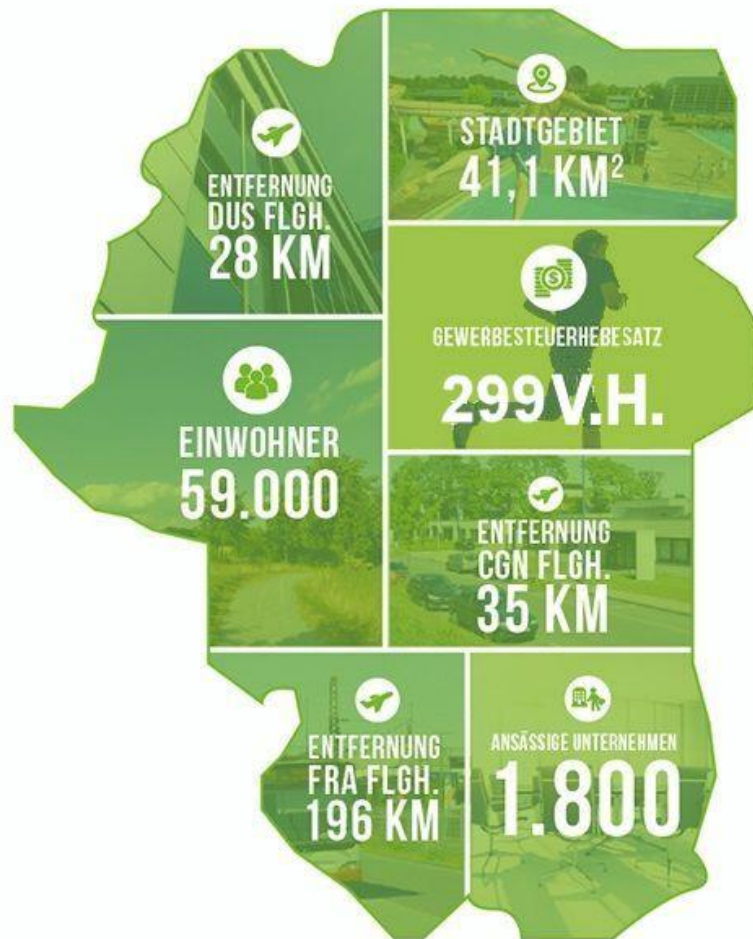 ENTFERNUNG
DUS FLGH.
28 KM
STADTGEBIET
41,1 KM²
GEWERBESTEUERHEBESATZ
299 V.H.
EINWOHNER
59.000
ENTFERNUNG
CGN FLGH.
35 KM
ENTFERNUNG
FRA FLGH.
196 KM
ANSÄSSIGE UNTERNEHMEN
1.800